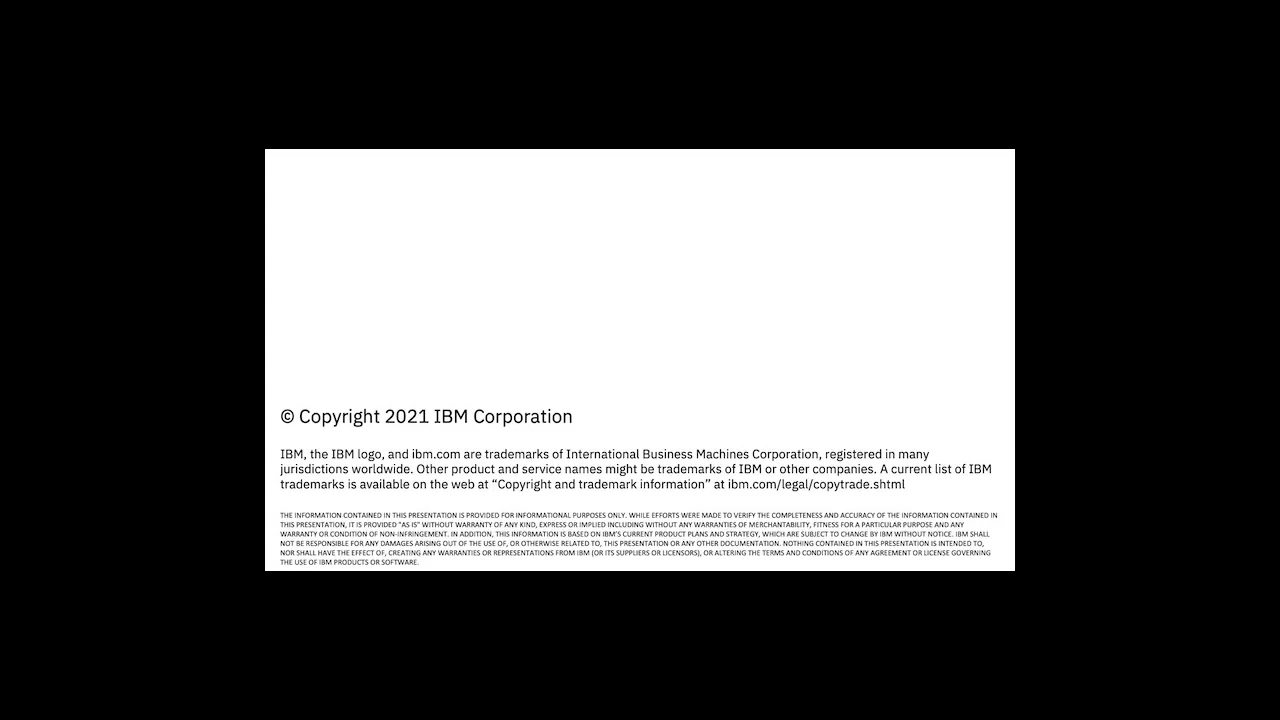 © Copyright 2021 IBM Corporation
IBM, the IBM logo, and ibm.com are trademarks of International Business Machines Corporation, registered in many
jurisdictions worldwide. Other product and service names might be trademarks of IBM or other companies. A current list of IBM
trademarks is available on the web at “Copyright and trademark information” at ibm.com/legal/copytrade.shtml
THE INFORMATION CONTAINED IN THIS PRESENTATION IS PROVIDED FOR INFORMATIONAL PURPOSES ONLY. WHILE EFFORTS WERE MADE TO VERIFY THE COMPLETENESS AND ACCURACY OF THE INFORMATION CONTAINED IN
THIS PRESENTATION, IT IS PROVIDED "AS IS" WITHOUT WARRANTY OF ANY KIND, EXPRESS OR IMPLIED INCLUDING WITHOUT ANY WARRANTIES OF MERCHANTABILITY, FITNESS FOR A PARTICULAR PURPOSE AND ANY
WARRANTY OR CONDITION OF NON-INFRINGEMENT. IN ADDITION, THIS INFORMATION IS BASED ON IBM'S CURRENT PRODUCT PLANS AND STRATEGY, WHICH ARE SUBJECT TO CHANGE BY IBM WITHOUT NOTICE. IBM SHALL
NOT BE RESPONSIBLE FOR ANY DAMAGES ARISING OUT OF THE USE OF, OR OTHERWISE RELATED TO, THIS PRESENTATION OR ANY OTHER DOCUMENTATION. NOTHING CONTAINED IN THIS PRESENTATION IS INTENDED TO,
NOR SHALL HAVE THE EFFECT OF, CREATING ANY WARRANTIES OR REPRESENTATIONS FROM IBM (OR ITS SUPPLIERS OR LICENSORS), OR ALTERING THE TERMS AND CONDITIONS OF ANY AGREEMENT OR LICENSE GOVERNING
THE USE OF IBM PRODUCTS OR SOFTWARE.